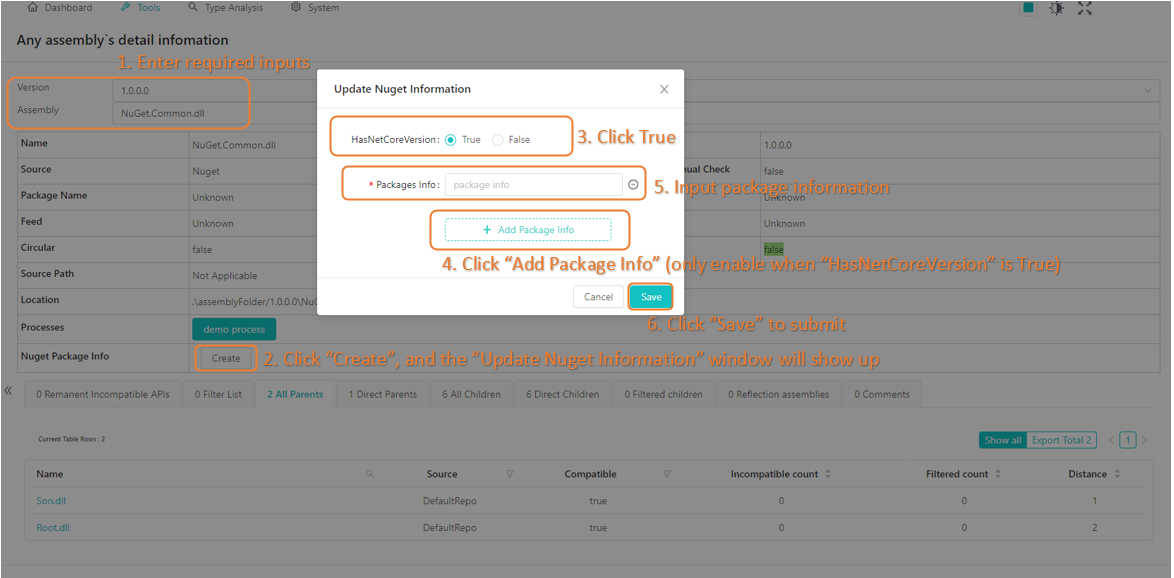 Dashboard Tools Type Analysis System
Any assembly`s detail infomation
1. Enter required inputs
Version 1.0.0.0
Assembly NuGet.Common.dll
Update Nuget Information
HasNetCoreVersion: True False
3. Click True
* Packages Info: package info
5. Input package information
+ Add Package Info
4. Click “Add Package Info” (only enable when “HasNetCoreVersion” is True)
Cancel Save
6. Click “Save” to submit
Name NuGet.Common.dll 1.0.0.0
Source Nuget nual Check false
Package Name Unknown Unknown
Feed Unknown Unknown
Circular false false
Source Path Not Applicable
Location .\assemblyFolder/1.0.0.0\NuG
Processes demo process
Nuget Package Info Create
2. Click “Create”, and the “Update Nuget Information” window will show up
0 Remanent Incompatible APIs 0 Filter List 2 All Parents 1 Direct Parents 6 All Children 6 Direct Children 0 Filtered children 0 Reflection assemblies 0 Comments
Current Table Rows : 2
Show all Export Total 2 < 1 >
Name Source Compatible Incompatible count Filtered count Distance
Son.dll DefaultRepo true 0 0 1
Root.dll DefaultRepo true 0 0 2